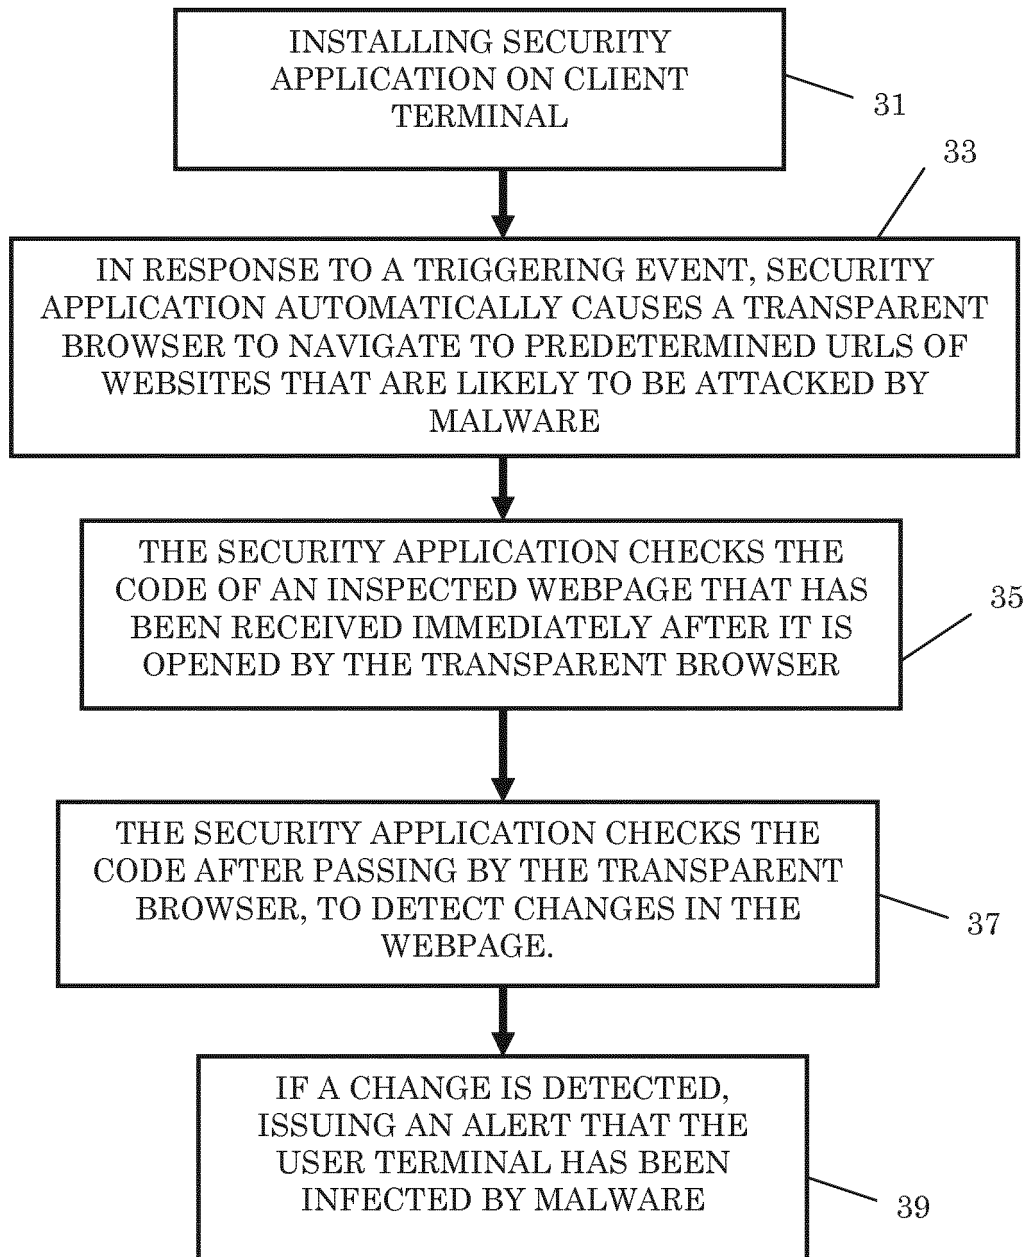 INSTALLING SECURITY
APPLICATION ON CLIENT
TERMINAL
31
33
IN RESPONSE TO A TRIGGERING EVENT, SECURITY
APPLICATION AUTOMATICALLY CAUSES A TRANSPARENT
BROWSER TO NAVIGATE TO PREDETERMINED URLS OF
WEBSITES THAT ARE LIKELY TO BE ATTACKED BY
MALWARE
THE SECURITY APPLICATION CHECKS THE
CODE OF AN INSPECTED WEBPAGE THAT HAS
BEEN RECEIVED IMMEDIATELY AFTER IT IS
OPENED BY THE TRANSPARENT BROWSER
35
THE SECURITY APPLICATION CHECKS THE
CODE AFTER PASSING BY THE TRANSPARENT
BROWSER, TO DETECT CHANGES IN THE
WEBPAGE.
37
IF A CHANGE IS DETECTED,
ISSUING AN ALERT THAT THE
USER TERMINAL HAS BEEN
INFECTED BY MALWARE
39